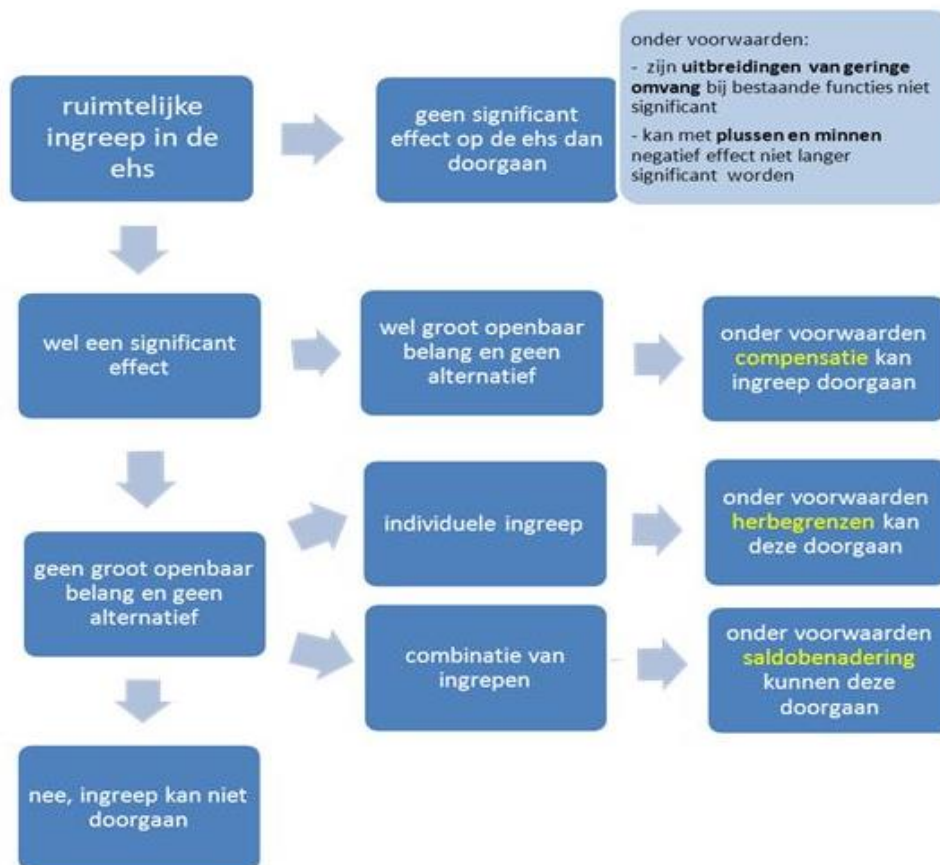 ruimtelijke
ingreep in de
ehs
geen significant
effect op de ehs dan
doorgaan
onder voorwaarden:
- zijn uitbreidingen van geringe
omvang bij bestaande functies niet
significant
- kan met plussen en minnen
negatief effect niet langer
significant worden
wel een significant
effect
wel groot openbaar
belang en geen
alternatief
onder voorwaarden
compensatie kan
ingreep doorgaan
geen groot openbaar
belang en geen
alternatief
individuele ingreep
onder voorwaarden
herbegrenzen kan
deze doorgaan
combinatie van
ingrepen
onder voorwaarden
saldobenadering
kunnen deze
doorgaan
nee, ingreep kan niet
doorgaan